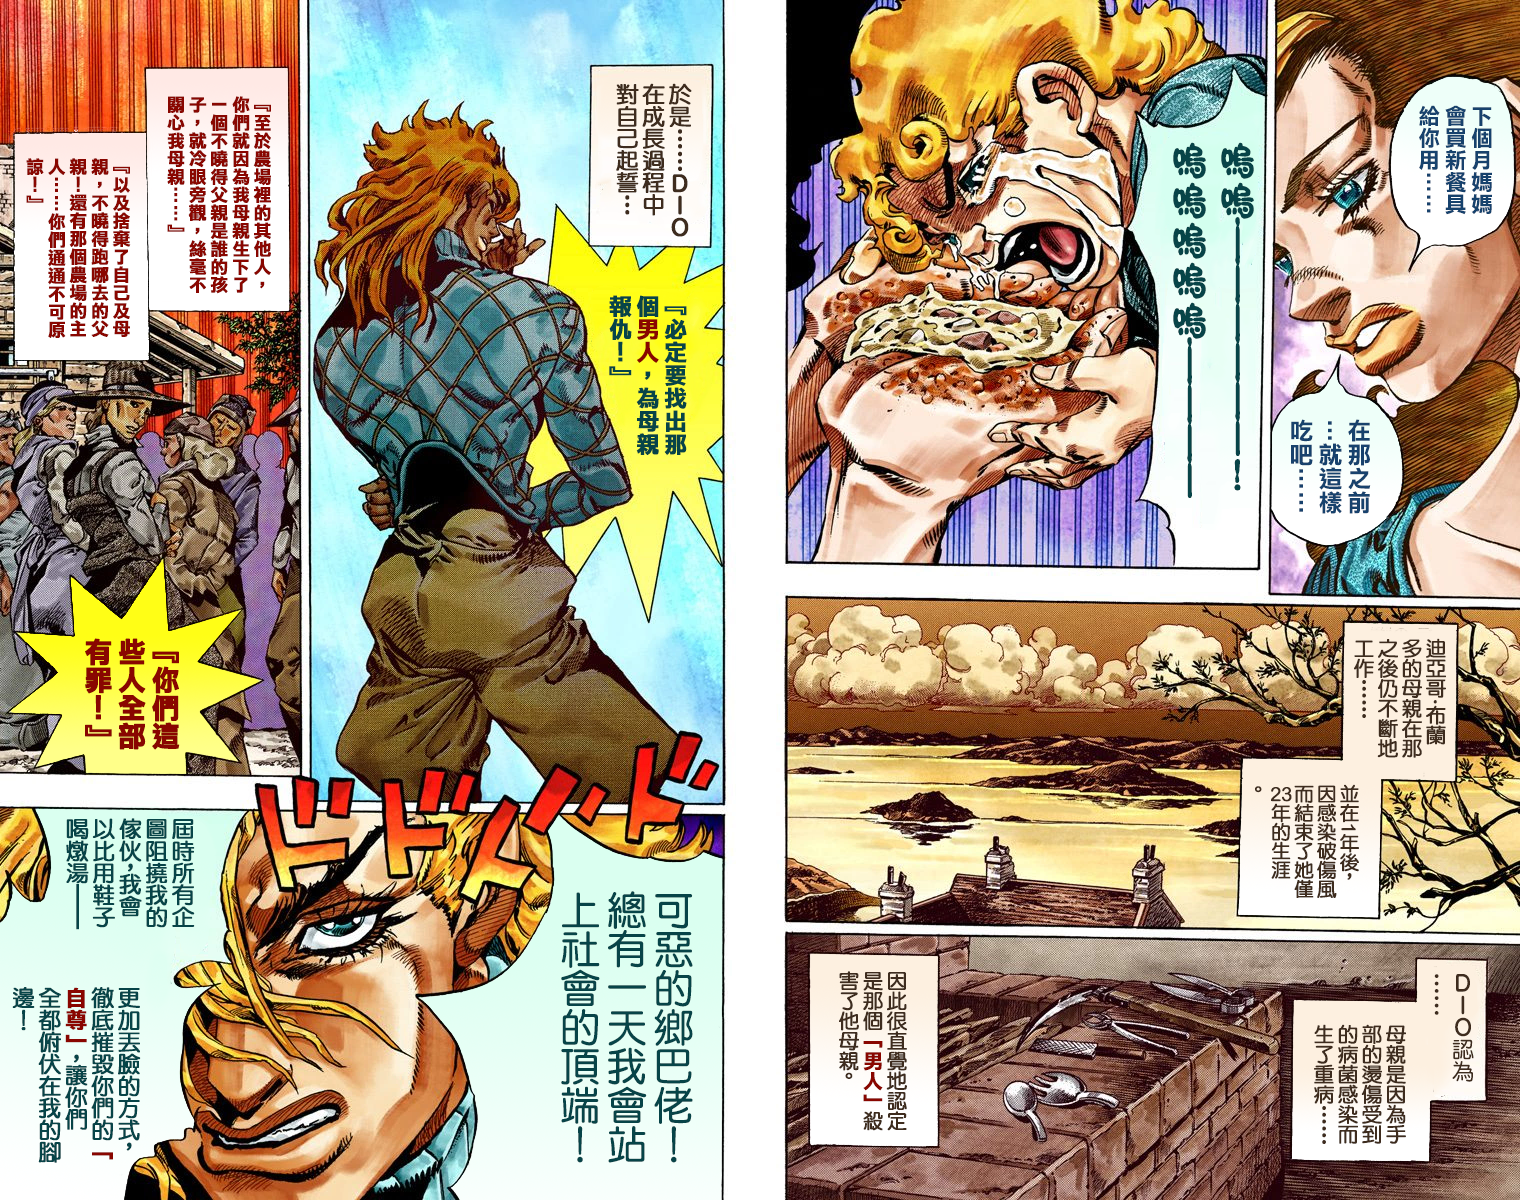 下個月媽媽
會買新餐具
給你用……
在那之前
…就這樣
吃吧……
嗚嗚————！
嗚嗚嗚嗚嗚————
迪亞哥·布蘭
多的母親在那
之後仍不斷地
工作……
並在1年後，
因感染破傷風
而結束了她僅
23年的生涯
。
DIO認為
……
母親是因為手
部的燙傷受到
的病菌感染而
生了重病……
因此很直覺地認定
是那個「男人」殺
害了他母親。
於是……DIO
在成長過程中
對自己起誓…
『必定要找出那
個男人，為母親
報仇！』
『至於農場裡的其他人，
你們就因為我母親生下了
一個不曉得父親是誰的孩
子，就冷眼旁觀，絲毫不
關心我母親……』
『以及捨棄了自己及母
親，不曉得跑哪去的父
親！還有那個農場的主
人……你們通通不可原
諒！』
『你們這
些人全部
有罪！』
ドドドドド
可惡的鄉巴佬！
總有一天我會站
上社會的頂端！
屆時所有企
圖阻撓我的
傢伙，我會
以比用鞋子
喝燉湯——
更加丟臉的方式，
徹底摧毀你們的「
自尊」，讓你們
全都俯伏在我的腳
邊！